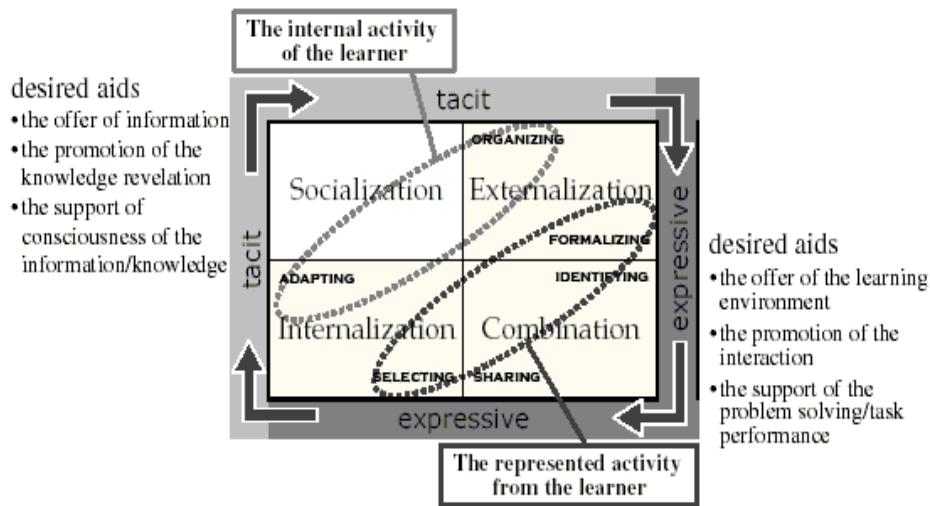 The internal activity
of the learner
desired aids
•the offer of information
•the promotion of the
knowledge revelation
•the support of
consciousness of the
information/knowledge
tacit
tacit
ORGANIZING
Socialization
Externalization
FORMALIZING
ADAPTING
IDENTIFYING
Internalization
Combination
SELECTING
SHARING
expressive
expressive
desired aids
•the offer of the learning
environment
•the promotion of the
interaction
•the support of the
problem solving/task
performance
The represented activity
from the learner